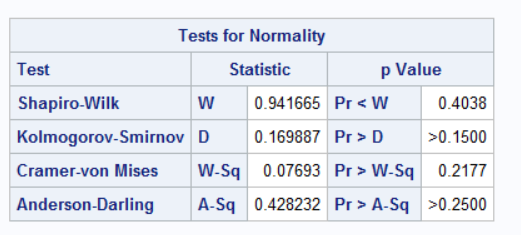 Tests for Normality
Test Statistic p Value
Shapiro-Wilk W 0.941665 Pr < W 0.4038
Kolmogorov-Smirnov D 0.169887 Pr > D >0.1500
Cramer-von Mises W-Sq 0.07693 Pr > W-Sq 0.2177
Anderson-Darling A-Sq 0.428232 Pr > A-Sq >0.2500